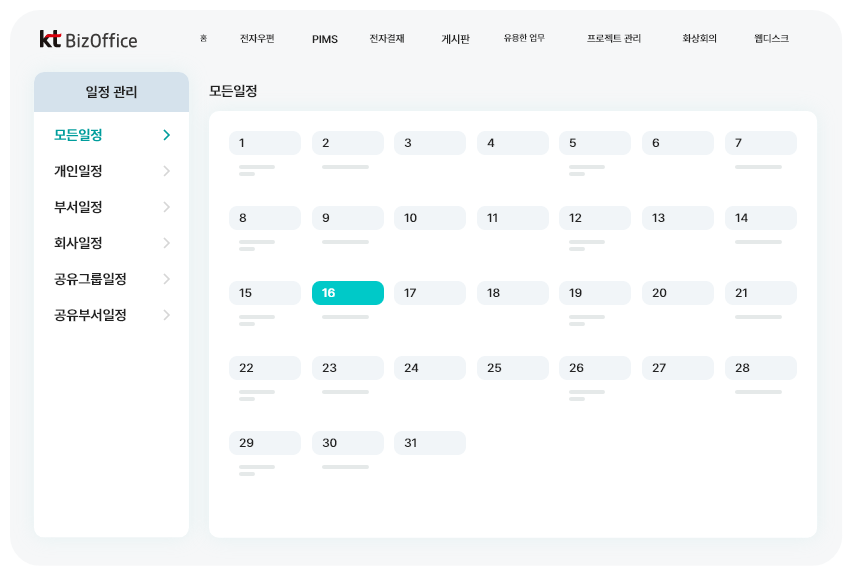 kt BizOffice
홈 전자우편 PIMS 전자결재 게시판 유용한 업무 프로젝트 관리 화상회의 웹디스크
일정 관리
모든일정
개인일정
부서일정
회사일정
공유그룹일정
공유부서일정
모든일정
1 2 3 4 5 6 7
8 9 10 11 12 13 14
15 16 17 18 19 20 21
22 23 24 25 26 27 28
29 30 31